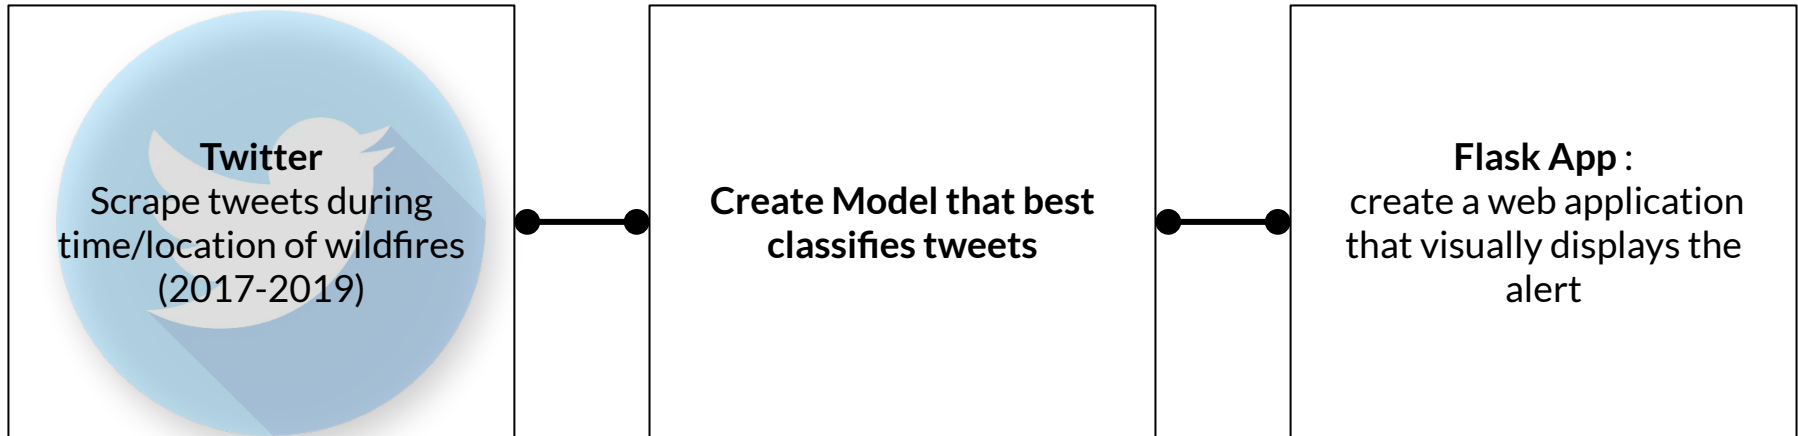 Twitter
Scrape tweets during
time/location of wildfires
(2017-2019)
Create Model that best
classifies tweets
Flask App :
create a web application
that visually displays the
alert